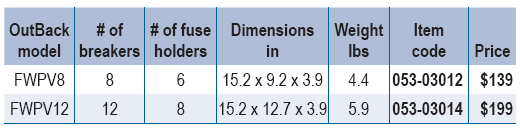 OutBack # of # of fuse Dimensions Weight Item
model breakers holders in lbs code Price
FWPV8 8 6 15.2 x 9.2 x 3.9 4.4 053-03012 $139
FWPV12 12 8 15.2 x 12.7 x 3.9 5.9 053-03014 $199